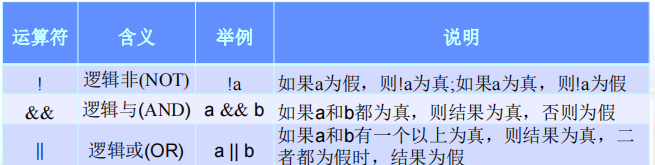 运算符 含义 举例 说明
! 逻辑非(NOT) !a 如果a为假，则!a为真;如果a为真，则!a为假
&& 逻辑与(AND) a && b 如果a和b都为真，则结果为真，否则为假
|| 逻辑或(OR) a || b 如果a和b有一个以上为真，则结果为真，二
者都为假时，结果为假